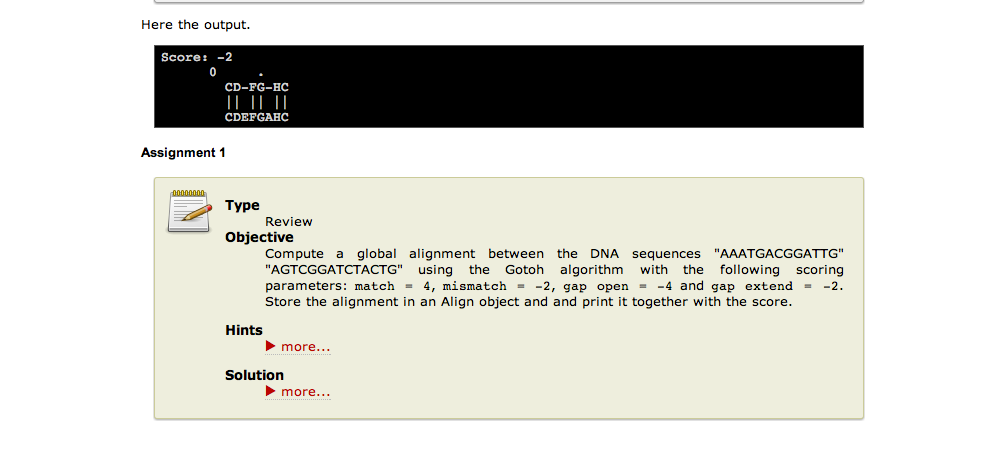 Here the output.
Score: -2
0 .
CD-FG-HC
|| || ||
CDEFGAHC
Assignment 1
Type
Review
Objective
Compute a global alignment between the DNA sequences "AAATGACGGATTG"
"AGTCGGATCTACTG" using the Gotoh algorithm with the following scoring
parameters: match = 4, mismatch = -2, gap open = -4 and gap extend = -2.
Store the alignment in an Align object and and print it together with the score.
Hints
▶ more...
Solution
▶ more...